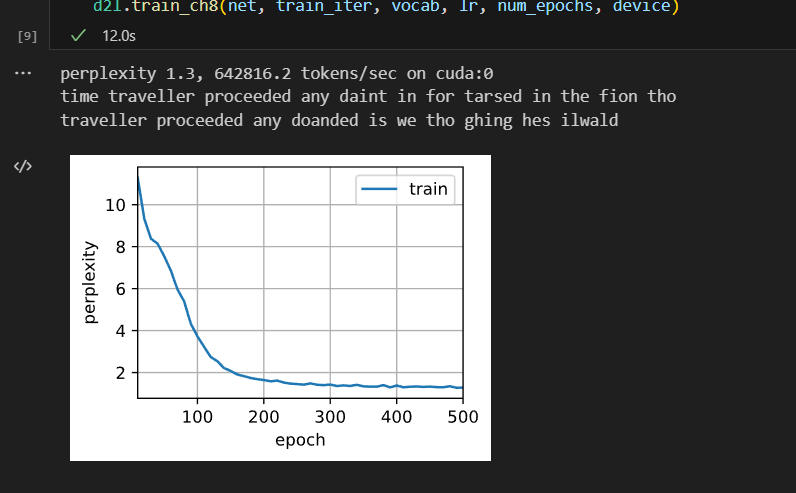 d2l.train_ch8(net, train_iter, vocab, lr, num_epochs, device)
[9]
12.0s
perplexity 1.3, 642816.2 tokens/sec on cuda:0
time traveller proceeded any daint in for tarsed in the fion tho
traveller proceeded any doanded is we tho ghing hes ilwald
train
10
8
6
4
2
perplexity
100 200 300 400 500
epoch